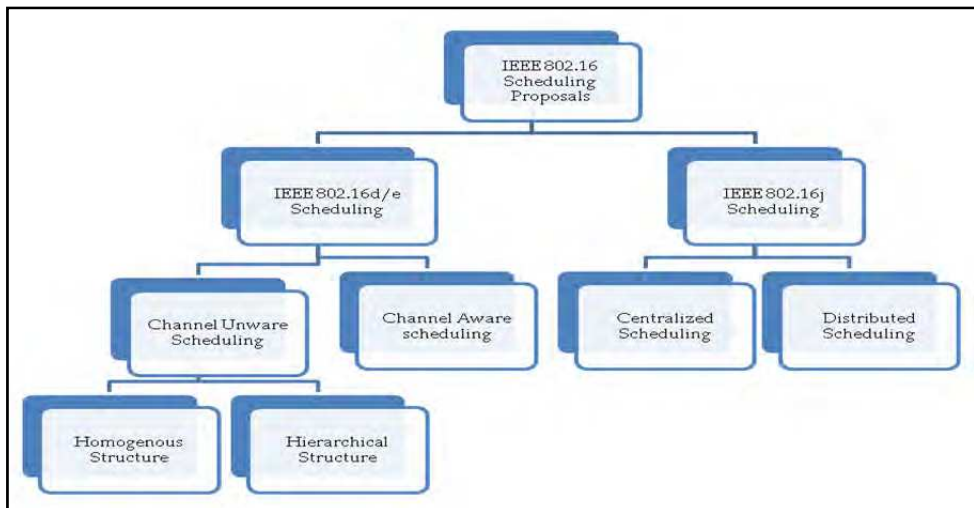 IEEE 802.16
Scheduling
Proposals
IEEE 802.16d/e
Scheduling
IEEE 802.16j
Scheduling
Channel Unware
Scheduling
Channel Aware
scheduling
Centralized
Scheduling
Distributed
Scheduling
Homogenous
Structure
Hierarchical
Structure